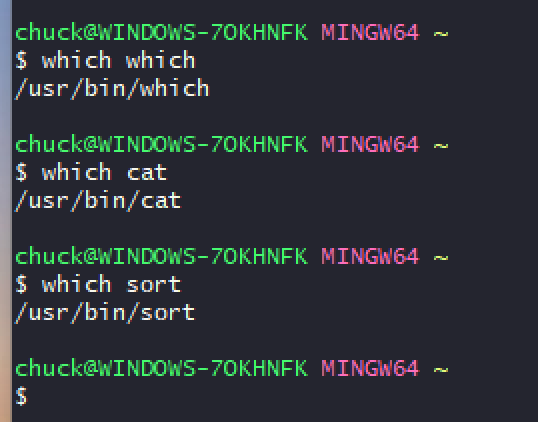 chuck@WINDOWS-7OKHNFK MINGW64 ~
$ which which
/usr/bin/which
chuck@WINDOWS-7OKHNFK MINGW64 ~
$ which cat
/usr/bin/cat
chuck@WINDOWS-7OKHNFK MINGW64 ~
$ which sort
/usr/bin/sort
chuck@WINDOWS-7OKHNFK MINGW64 ~
$